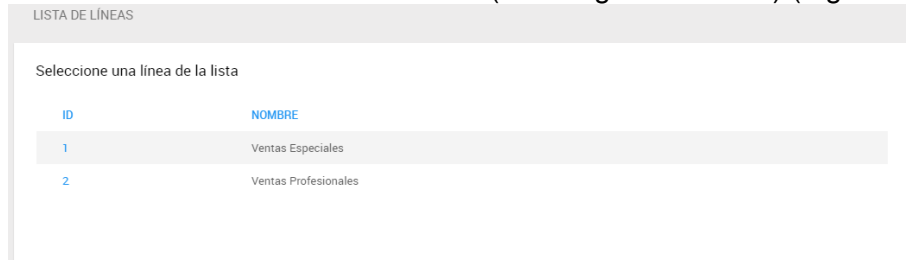 LISTA DE LÍNEAS
Seleccione una línea de la lista
ID NOMBRE
1 Ventas Especiales
2 Ventas Profesionales